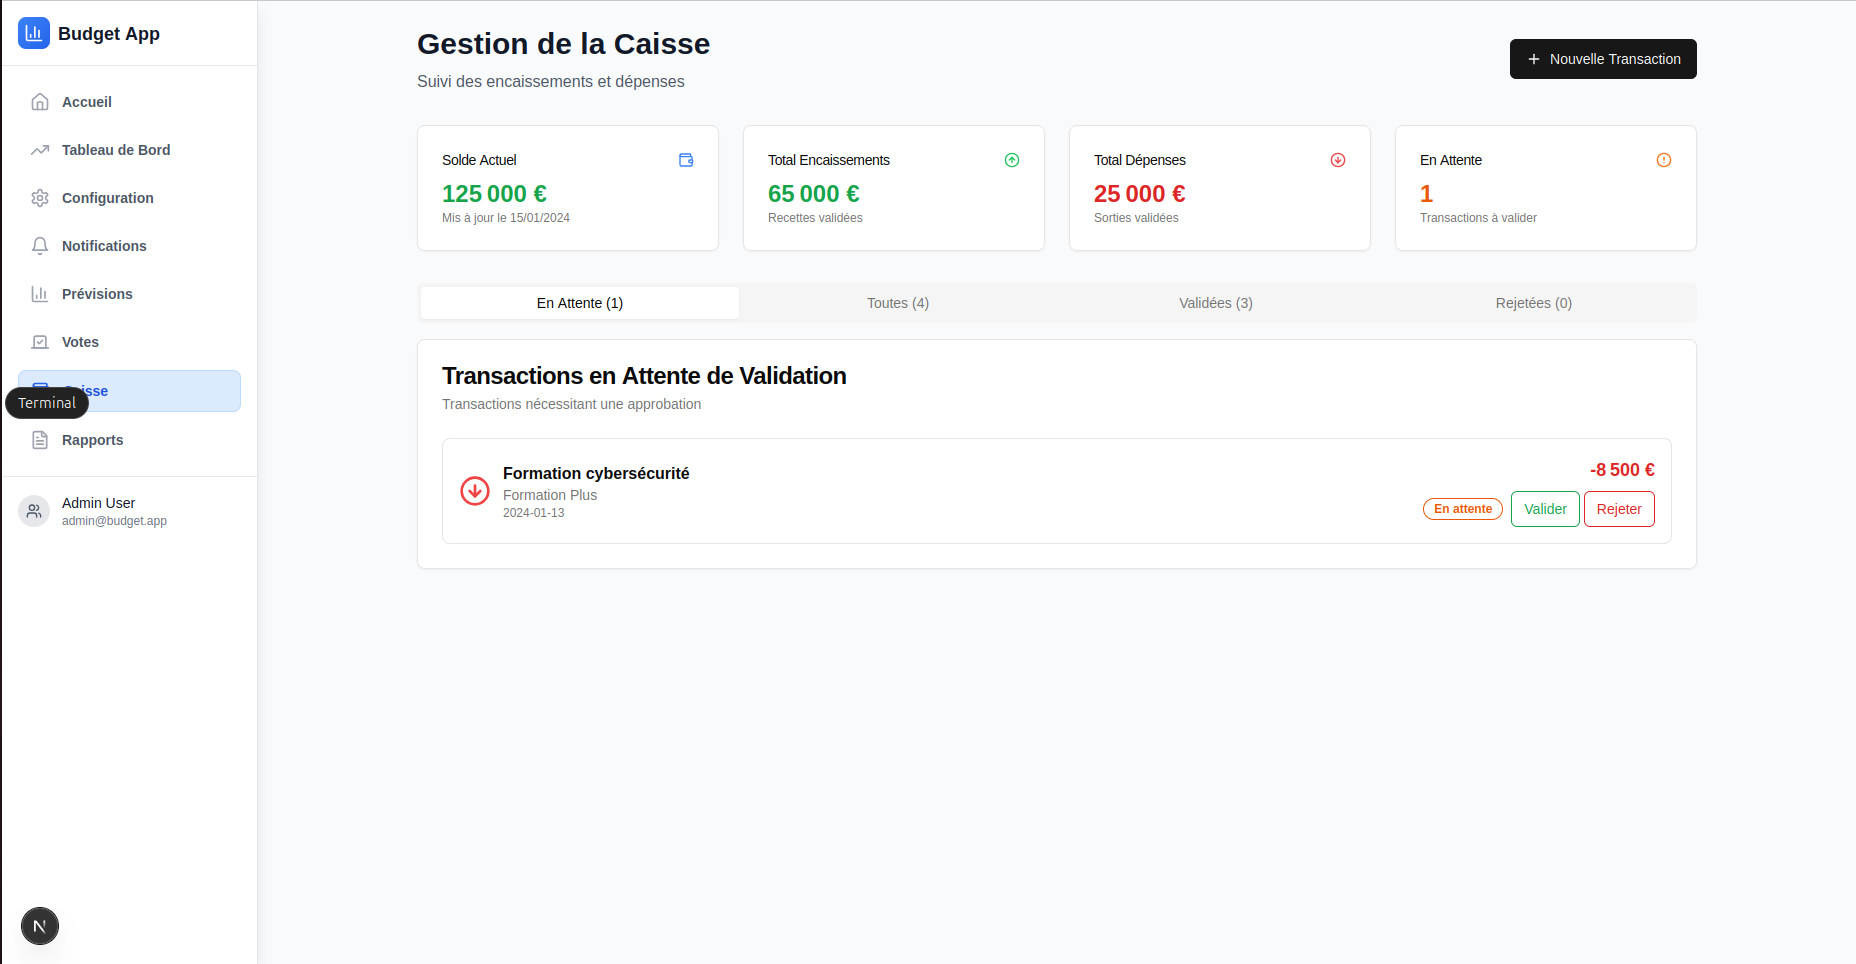 Budget App
Accueil
Tableau de Bord
Configuration
Notifications
Prévisions
Votes
Terminal
Rapports
Admin User
admin@budget.app
N
Gestion de la Caisse
Suivi des encaissements et dépenses
Nouvelle Transaction
Solde Actuel
125 000 €
Mis à jour le 15/01/2024
Total Encaissements
65 000 €
Recettes validées
Total Dépenses
25 000 €
Sorties validées
En Attente
1
Transactions à valider
En Attente (1)
Toutes (4)
Validées (3)
Rejetées (0)
Transactions en Attente de Validation
Transactions nécessitant une approbation
Formation cybersécurité
Formation Plus
2024-01-13
-8 500 €
En attente
Valider
Rejeter